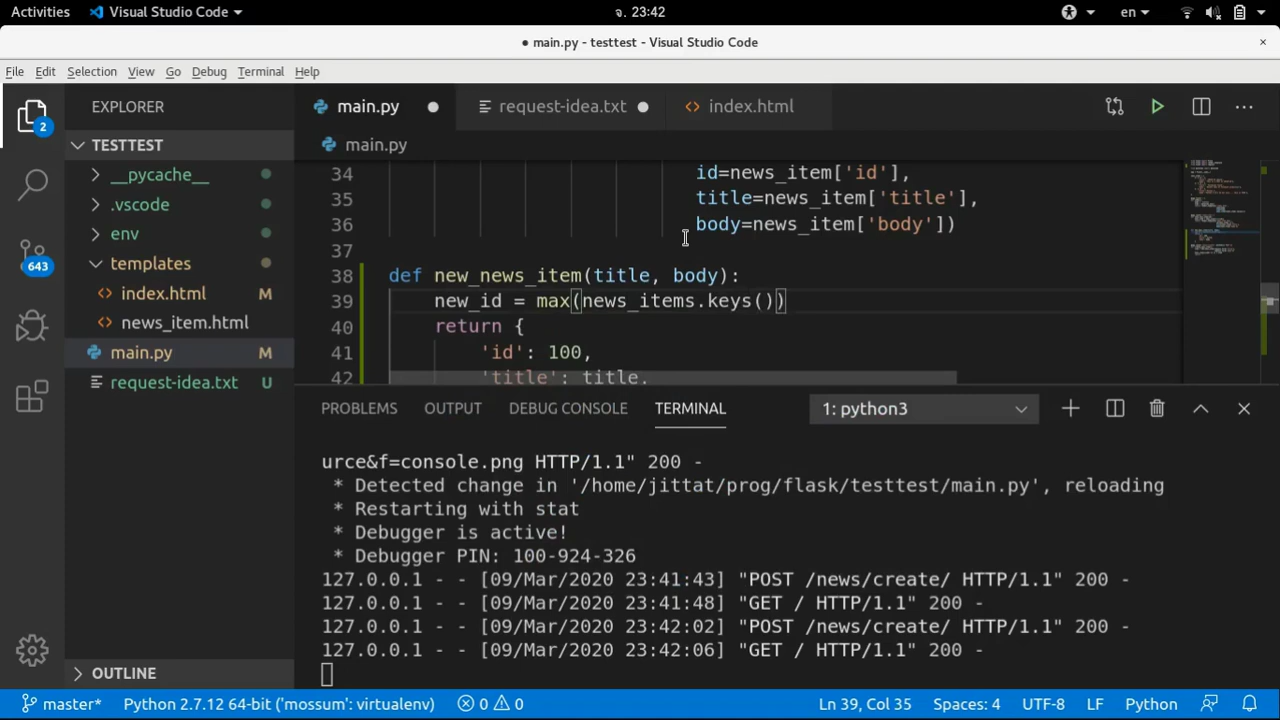 Activities Visual Studio Code จ. 23:42 en
● main.py - testtest - Visual Studio Code ×
File Edit Selection View Go Debug Terminal Help
EXPLORER main.py request-idea.txt index.html
TESTTEST main.py
__pycache__
.vscode
env
templates
index.html M
news_item.html
main.py M
request-idea.txt U
2
643
34 id=news_item['id'],
35 title=news_item['title'],
36 body=news_item['body'])
37
38 def new_news_item(title, body):
39 new_id = max(news_items.keys())
40 return {
41 'id': 100,
42 'title': title,
PROBLEMS OUTPUT DEBUG CONSOLE TERMINAL 1: python3
urce&f=console.png HTTP/1.1" 200 -
* Detected change in '/home/jittat/prog/flask/testtest/main.py', reloading
* Restarting with stat
* Debugger is active!
* Debugger PIN: 100-924-326
127.0.0.1 - - [09/Mar/2020 23:41:43] "POST /news/create/ HTTP/1.1" 200 -
127.0.0.1 - - [09/Mar/2020 23:41:48] "GET / HTTP/1.1" 200 -
127.0.0.1 - - [09/Mar/2020 23:42:02] "POST /news/create/ HTTP/1.1" 200 -
127.0.0.1 - - [09/Mar/2020 23:42:06] "GET / HTTP/1.1" 200 -
OUTLINE
master* Python 2.7.12 64-bit ('mossum': virtualenv) 0 0 Ln 39, Col 35 Spaces: 4 UTF-8 LF Python